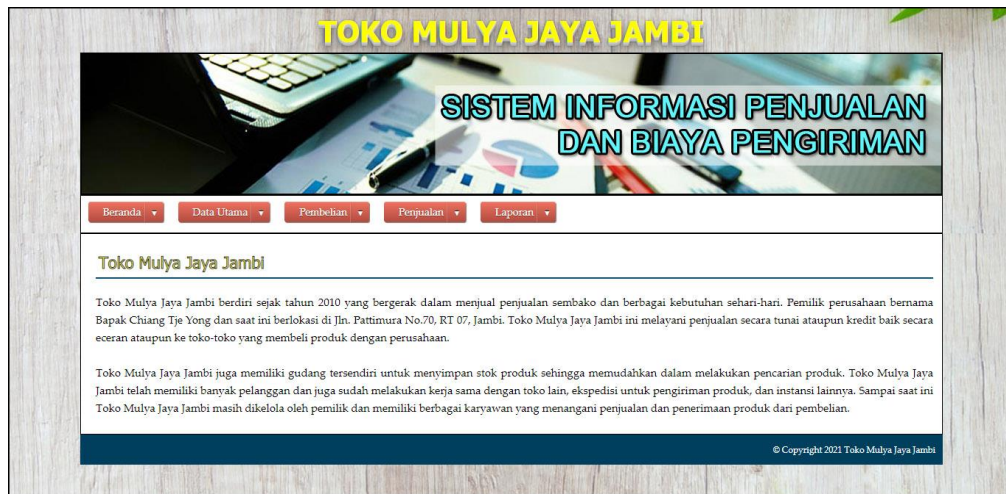 TOKO MULYA JAYA JAMBI
SISTEM INFORMASI PENJUALAN
DAN BIAYA PENGIRIMAN
Beranda Data Utama Pembelian Penjualan Laporan
Toko Mulya Jaya Jambi
Toko Mulya Jaya Jambi berdiri sejak tahun 2010 yang bergerak dalam menjual penjualan sembako dan berbagai kebutuhan sehari-hari. Pemilik perusahaan bernama
Bapak Chiang Tje Yong dan saat ini berlokasi di Jln. Pattimura No.70, RT 07, Jambi. Toko Mulya Jaya Jambi ini melayani penjualan secara tunai ataupun kredit baik secara
eceran ataupun ke toko-toko yang membeli produk dengan perusahaan.
Toko Mulya Jaya Jambi juga memiliki gudang tersendiri untuk menyimpan stok produk sehingga memudahkan dalam melakukan pencarian produk. Toko Mulya Jaya
Jambi telah memiliki banyak pelanggan dan juga sudah melakukan kerja sama dengan toko lain, ekspedisi untuk pengiriman produk, dan instansi lainnya. Sampai saat ini
Toko Mulya Jaya Jambi masih dikelola oleh pemilik dan memiliki berbagai karyawan yang menangani penjualan dan penerimaan produk dari pembelian.
© Copyright 2021 Toko Mulya Jaya Jambi